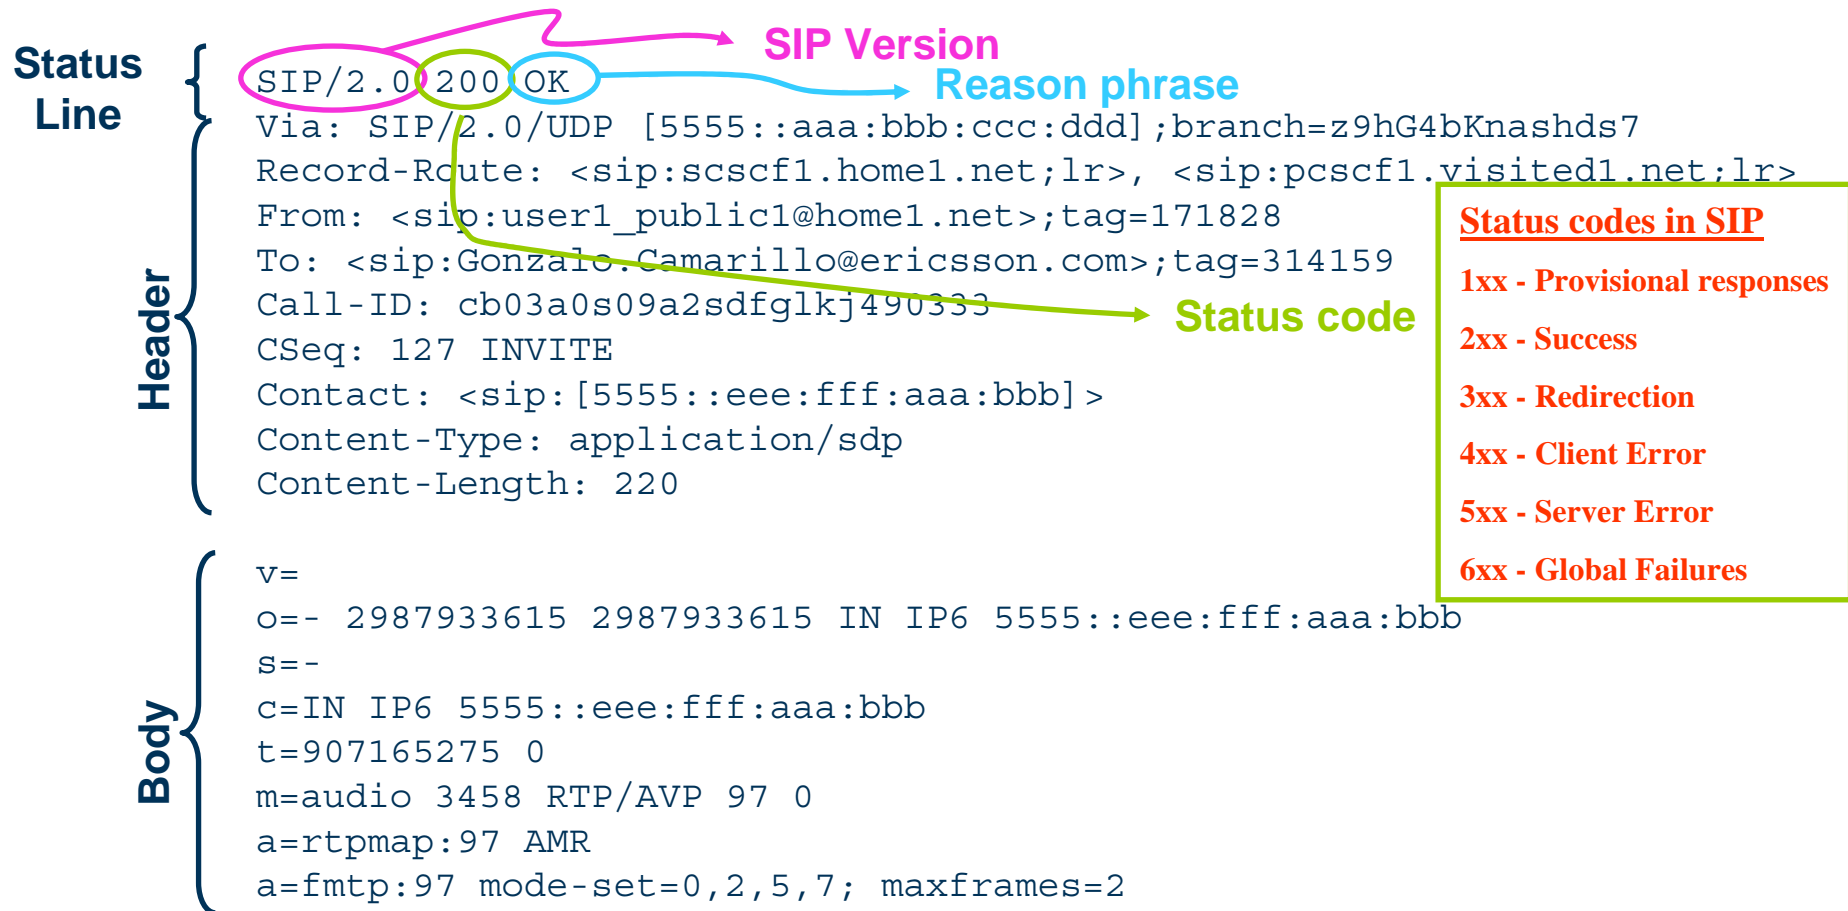 SIP Version
Status Line
SIP/2.0 200 OK
Reason phrase
Via: SIP/2.0/UDP [5555::aaa:bbb:ccc:ddd];branch=z9hG4bKnashds7
Record-Route: <sip:scscf1.home1.net;lr>, <sip:pcscf1.visited1.net;lr>
From: <sip:user1_public1@home1.net>;tag=171828
To: <sip:Gonzalo.Camarillo@ericsson.com>;tag=314159
Call-ID: cb03a0s09a2sdfglkj490333
CSeq: 127 INVITE
Contact: <sip:[5555::eee:fff:aaa:bbb]>
Content-Type: application/sdp
Content-Length: 220
Header
Status code
Status codes in SIP
1xx - Provisional responses
2xx - Success
3xx - Redirection
4xx - Client Error
5xx - Server Error
6xx - Global Failures
v=
o=- 2987933615 2987933615 IN IP6 5555::eee:fff:aaa:bbb
s=-
c=IN IP6 5555::eee:fff:aaa:bbb
t=907165275 0
m=audio 3458 RTP/AVP 97 0
a=rtpmap:97 AMR
a=fmtp:97 mode-set=0,2,5,7; maxframes=2
Body